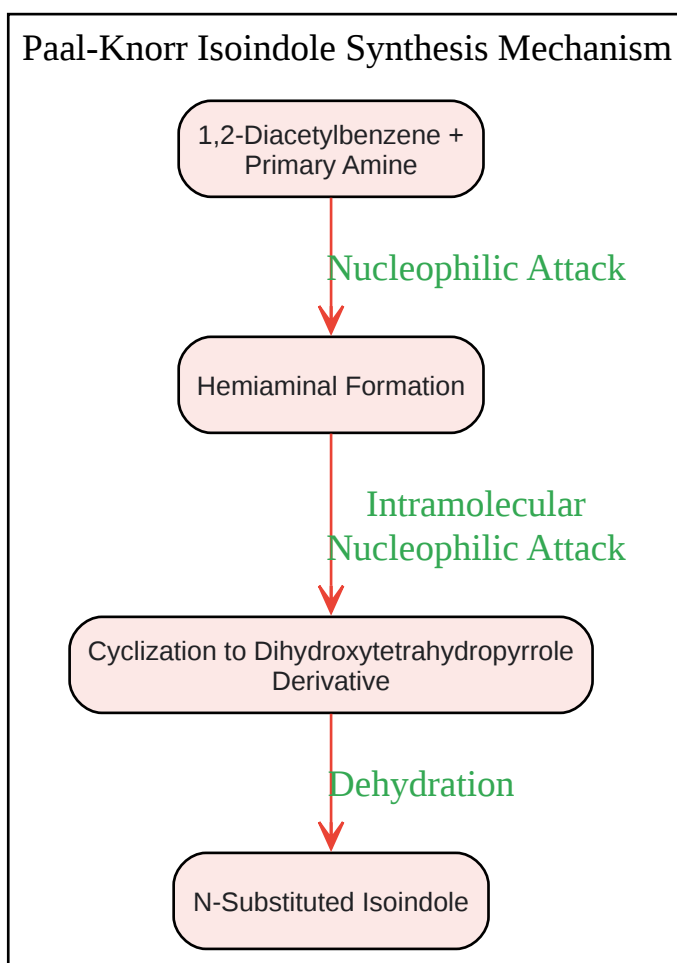 Paal-Knorr Isoindole Synthesis Mechanism
1,2-Diacetylbenzene +
Primary Amine
Nucleophilic Attack
Hemiaminal Formation
Intramolecular
Nucleophilic Attack
Cyclization to Dihydroxytetrahydropyrrole
Derivative
Dehydration
N-Substituted Isoindole